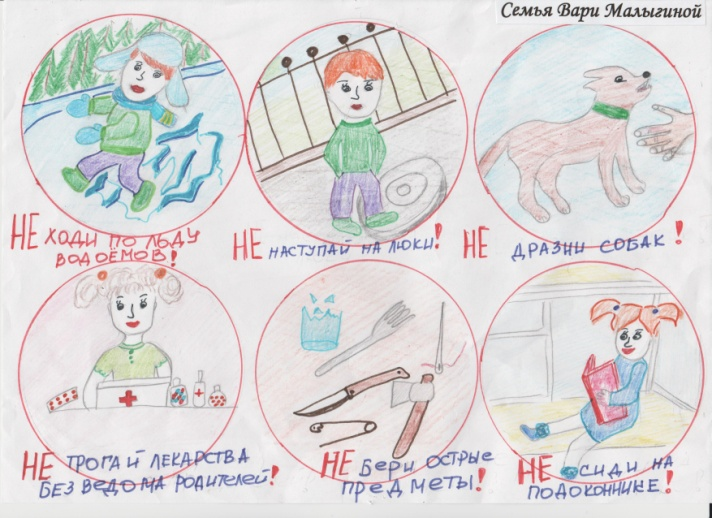 Семья Вари Малыгиной
НЕ ХОДИ ПО ЛЬДУ
ВОДОЁМОВ!
НЕ НАСТУПАЙ НА ЛЮКИ!
НЕ ДРАЗНИ СОБАК!
НЕ ТРОГАЙ ЛЕКАРСТВА
БЕЗ ВЕДОМА РОДИТЕЛЕЙ!
НЕ БЕРИ ОСТРЫЕ
ПРЕДМЕТЫ!
НЕ СИДИ НА
ПОДОКОННИКЕ!